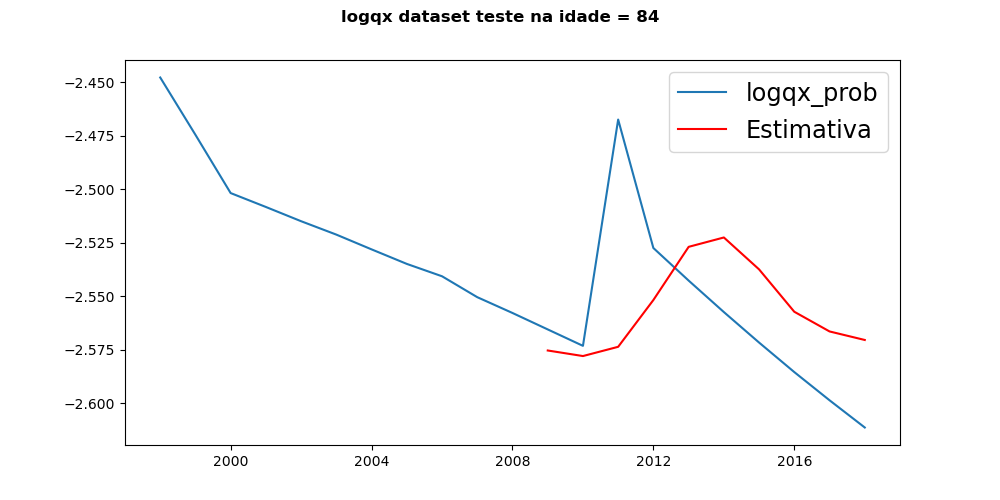 logqx dataset teste na idade = 84
logqx_prob
Estimativa
−2.450
−2.475
−2.500
−2.525
−2.550
−2.575
−2.600
2000 2004 2008 2012 2016